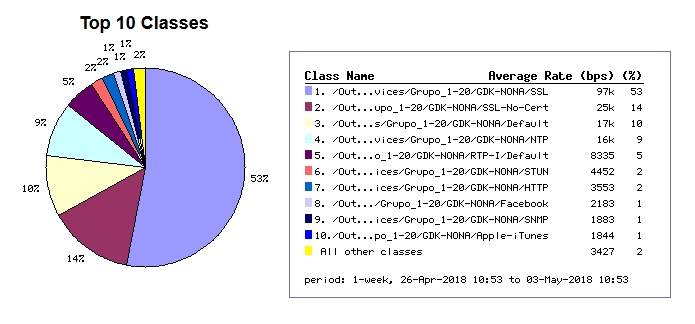 Top 10 Classes
1%
1%
1%
2%
2%
2%
5%
9%
10%
14%
53%
Class Name Average Rate (bps) (%)
1. /Out...vices/Grupo_1-20/GDK-NONA/SSL 97k 53
2. /Out...upo_1-20/GDK-NONA/SSL-No-Cert 25k 14
3. /Out...s/Grupo_1-20/GDK-NONA/Default 17k 10
4. /Out...vices/Grupo_1-20/GDK-NONA/NTP 16k 9
5. /Out...o_1-20/GDK-NONA/RTP-I/Default 8335 5
6. /Out...ices/Grupo_1-20/GDK-NONA/STUN 4452 2
7. /Out...ices/Grupo_1-20/GDK-NONA/HTTP 3553 2
8. /Out.../Grupo_1-20/GDK-NONA/Facebook 2183 1
9. /Out...ices/Grupo_1-20/GDK-NONA/SNMP 1883 1
10./Out...po_1-20/GDK-NONA/Apple-iTunes 1844 1
All other classes 3427 2
period: 1-week, 26-Apr-2018 10:53 to 03-May-2018 10:53